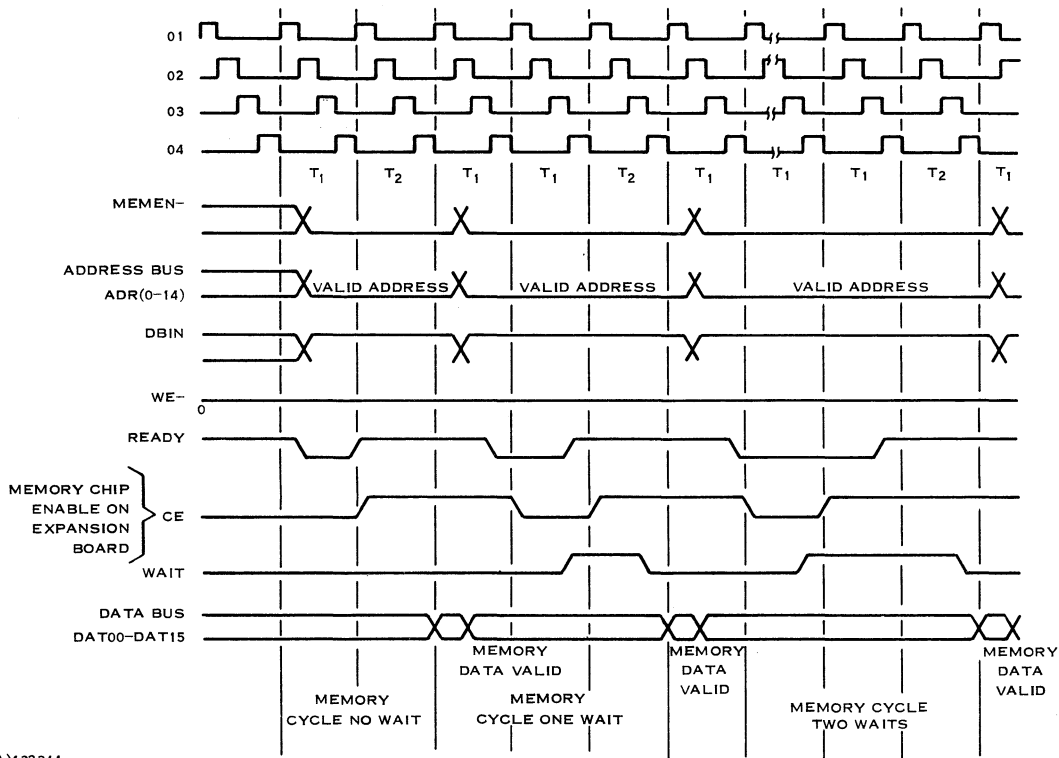 01
02
03
04
T1 T2 T1 T1 T2 T1 T1 T1 T2 T1
MEMEN-
ADDRESS BUS
ADR(0-14)
VALID ADDRESS VALID ADDRESS VALID ADDRESS
DBIN
WE-
0
READY
MEMORY CHIP
ENABLE ON
EXPANSION
BOARD
CE
WAIT
DATA BUS
DAT00-DAT15
MEMORY
DATA VALID
MEMORY
DATA
VALID
MEMORY
DATA
VALID
MEMORY
CYCLE NO WAIT
MEMORY
CYCLE ONE WAIT
MEMORY CYCLE
TWO WAITS